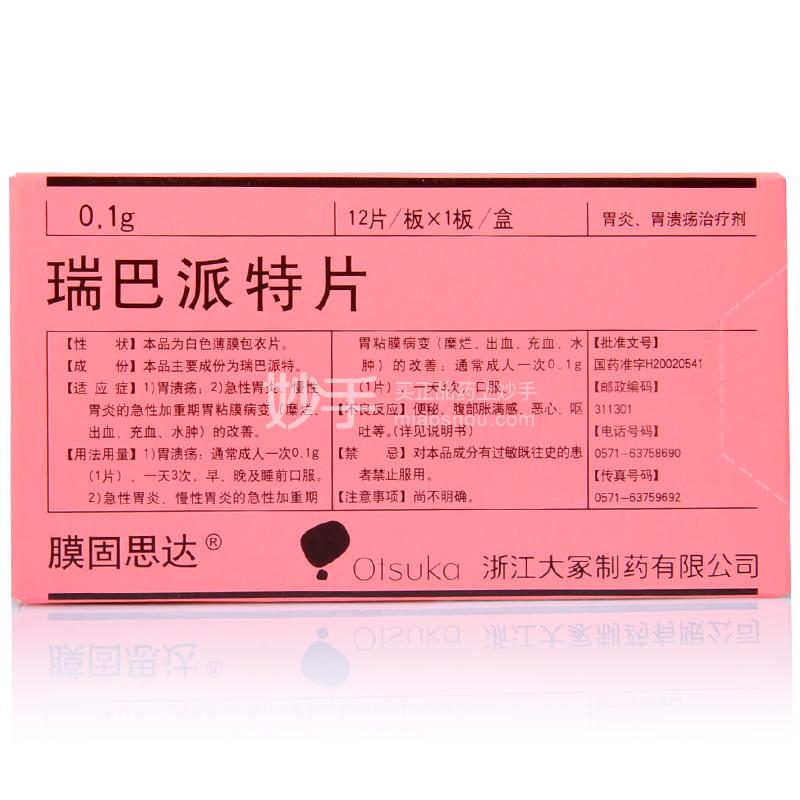 0.1g
12片/板×1板/盒
胃炎、胃溃疡治疗剂
瑞巴派特片
【性 状】本品为白色薄膜包衣片。
【成 份】本品主要成份为瑞巴派特。
【适 应 症】1)胃溃疡；2)急性胃炎、慢性
胃炎的急性加重期胃粘膜病变（糜烂、
出血、充血、水肿）的改善。
【用法用量】1)胃溃疡：通常成人一次0.1g
(1片)，一天3次，早、晚及睡前口服。
2)急性胃炎、慢性胃炎的急性加重期
胃粘膜病变（糜烂、出血、充血、水
肿）的改善：通常成人一次0.1g
(1片)，一天3次，口服。
【不良反应】便秘、腹部胀满感、恶心、呕
吐等。(详见说明书)
【禁 忌】对本品成分有过敏既往史的患
者禁止服用。
【注意事项】尚不明确。
【批准文号】
国药准字H20020541
【邮政编码】
311301
【电话号码】
0571-63758690
【传真号码】
0571-63759692
妙手
买正品药上妙手
miaoshou.com
膜固思达®
Otsuka 浙江大冢制药有限公司